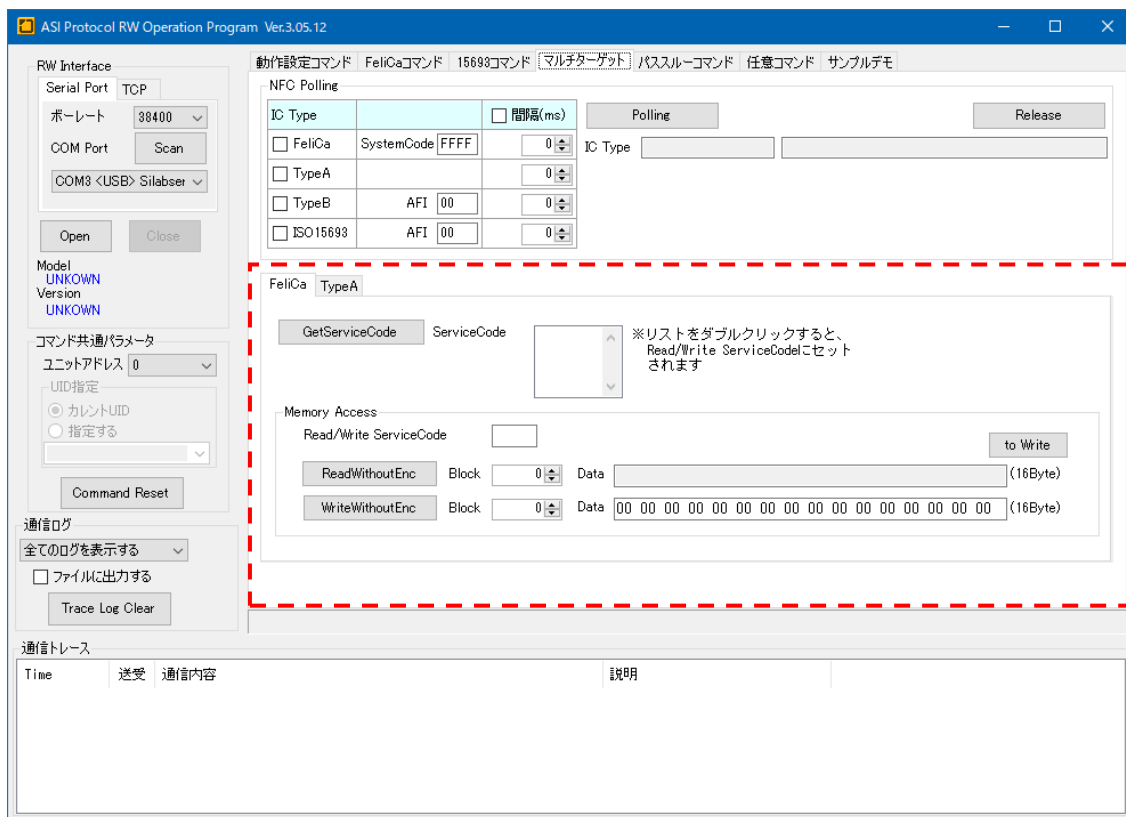 ASI Protocol RW Operation Program Ver.3.05.12
RW Interface
Serial Port TCP
ボーレート 38400
COM Port Scan
COM3 <USB> Silabser
Open Close
Model
UNKOWN
Version
UNKOWN
コマンド共通パラメータ
ユニットアドレス 0
UID指定
カレントUID
指定する
Command Reset
通信ログ
全てのログを表示する
ファイルに出力する
Trace Log Clear
動作設定コマンド FeliCaコマンド 15693コマンド マルチターゲット パススルーコマンド 任意コマンド サンプルデモ
NFC Polling
IC Type 間隔(ms)
FeliCa SystemCode FFFF 0
TypeA 0
TypeB AFI 00 0
ISO15693 AFI 00 0
Polling Release
IC Type
FeliCa TypeA
GetServiceCode ServiceCode
※リストをダブルクリックすると、
Read/Write ServiceCodeにセット
されます
Memory Access
Read/Write ServiceCode
to Write
ReadWithoutEnc Block 0 Data (16Byte)
WriteWithoutEnc Block 0 Data 00 00 00 00 00 00 00 00 00 00 00 00 00 00 00 00 (16Byte)
通信トレース
Time 送受 通信内容 説明